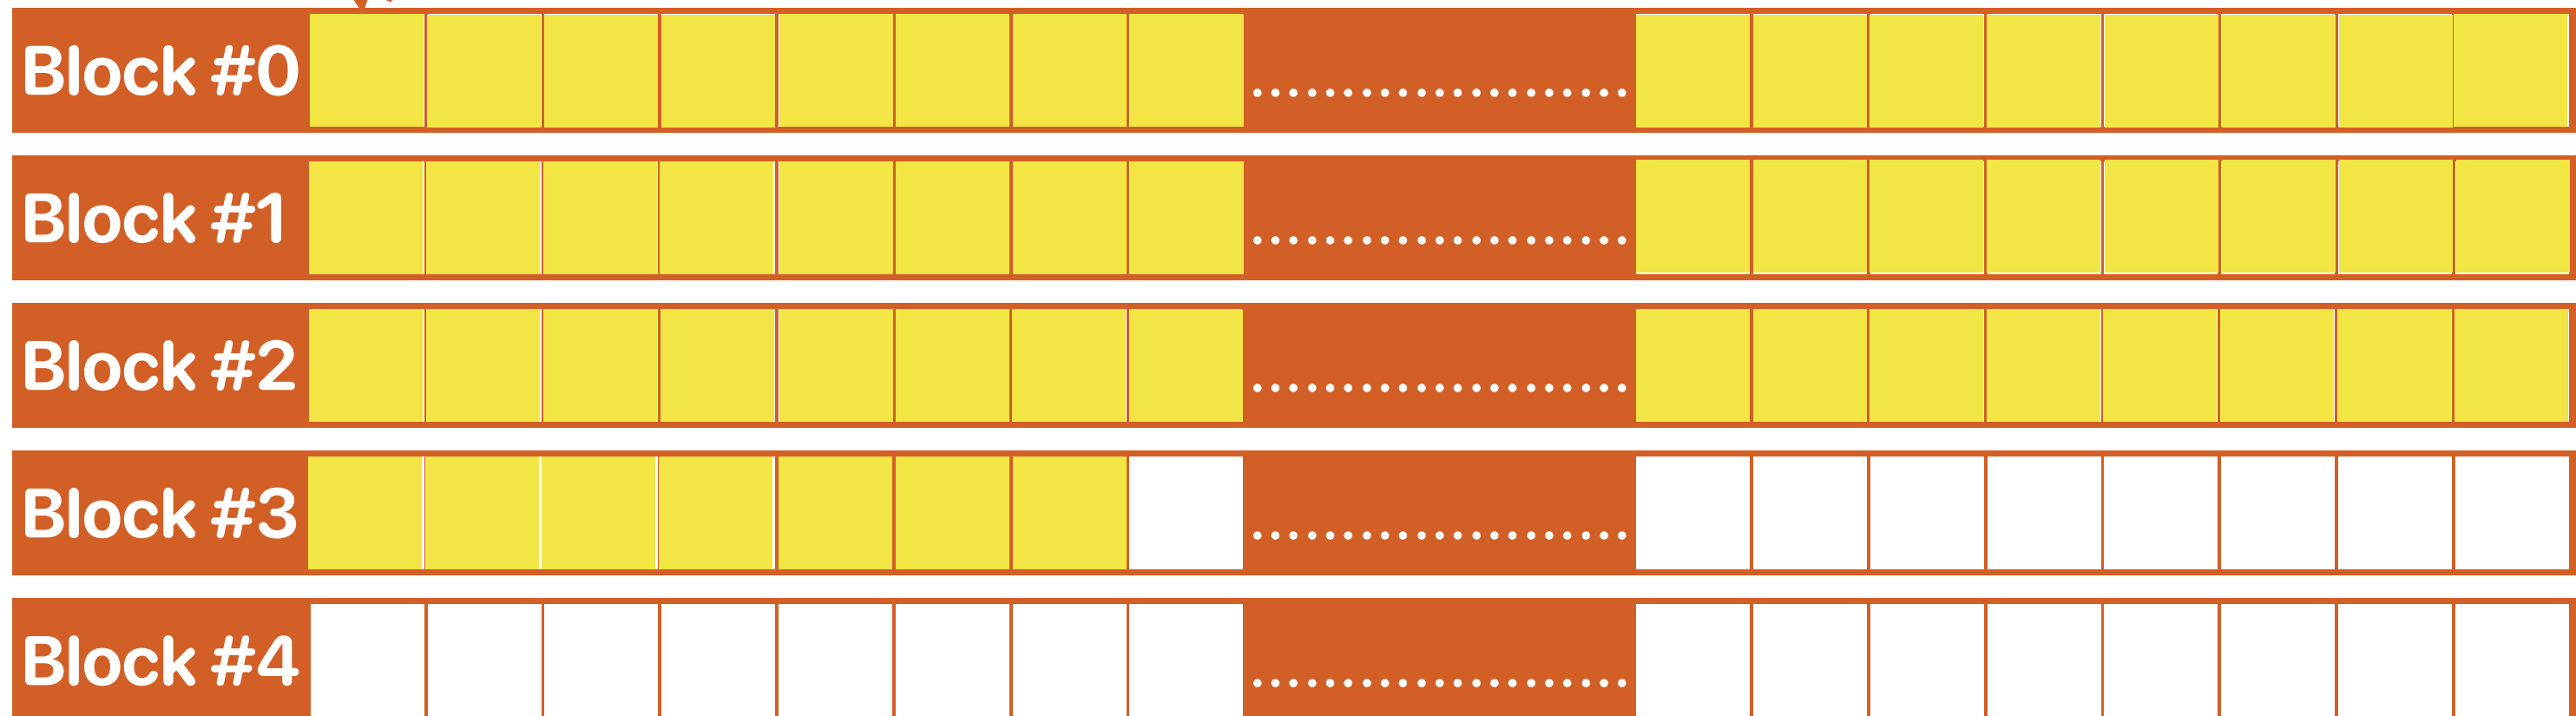 Block #0 .....................
Block #1 .....................
Block #2 .....................
Block #3 .....................
Block #4 .....................